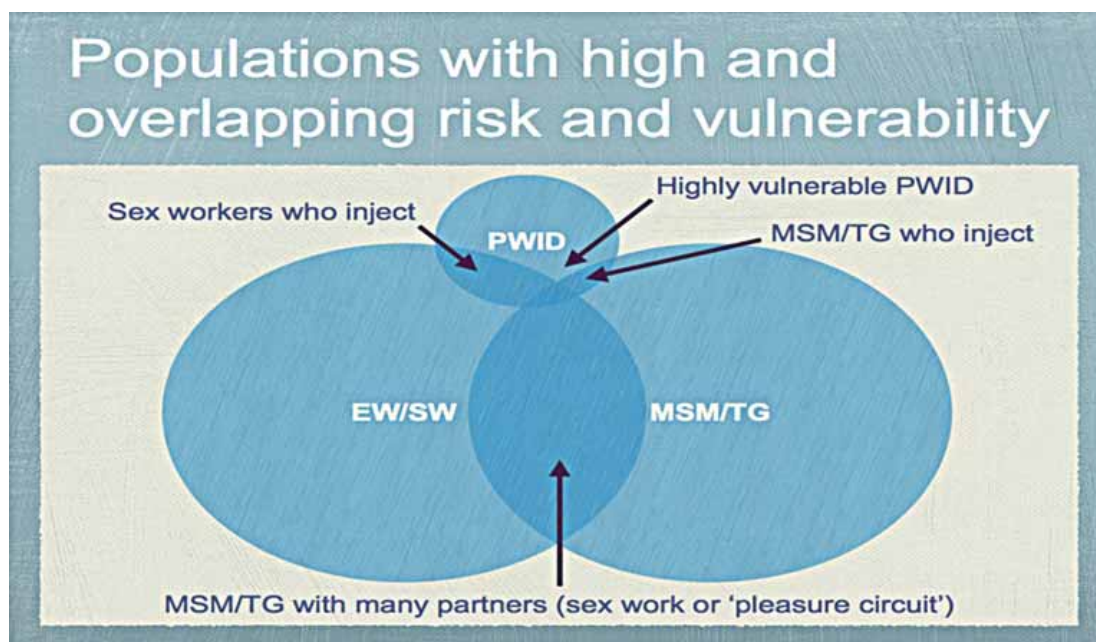 Populations with high and
overlapping risk and vulnerability
Highly vulnerable PWID
Sex workers who inject
MSM/TG who inject
PWID
EW/SW
MSM/TG
MSM/TG with many partners (sex work or ‘pleasure circuit’)